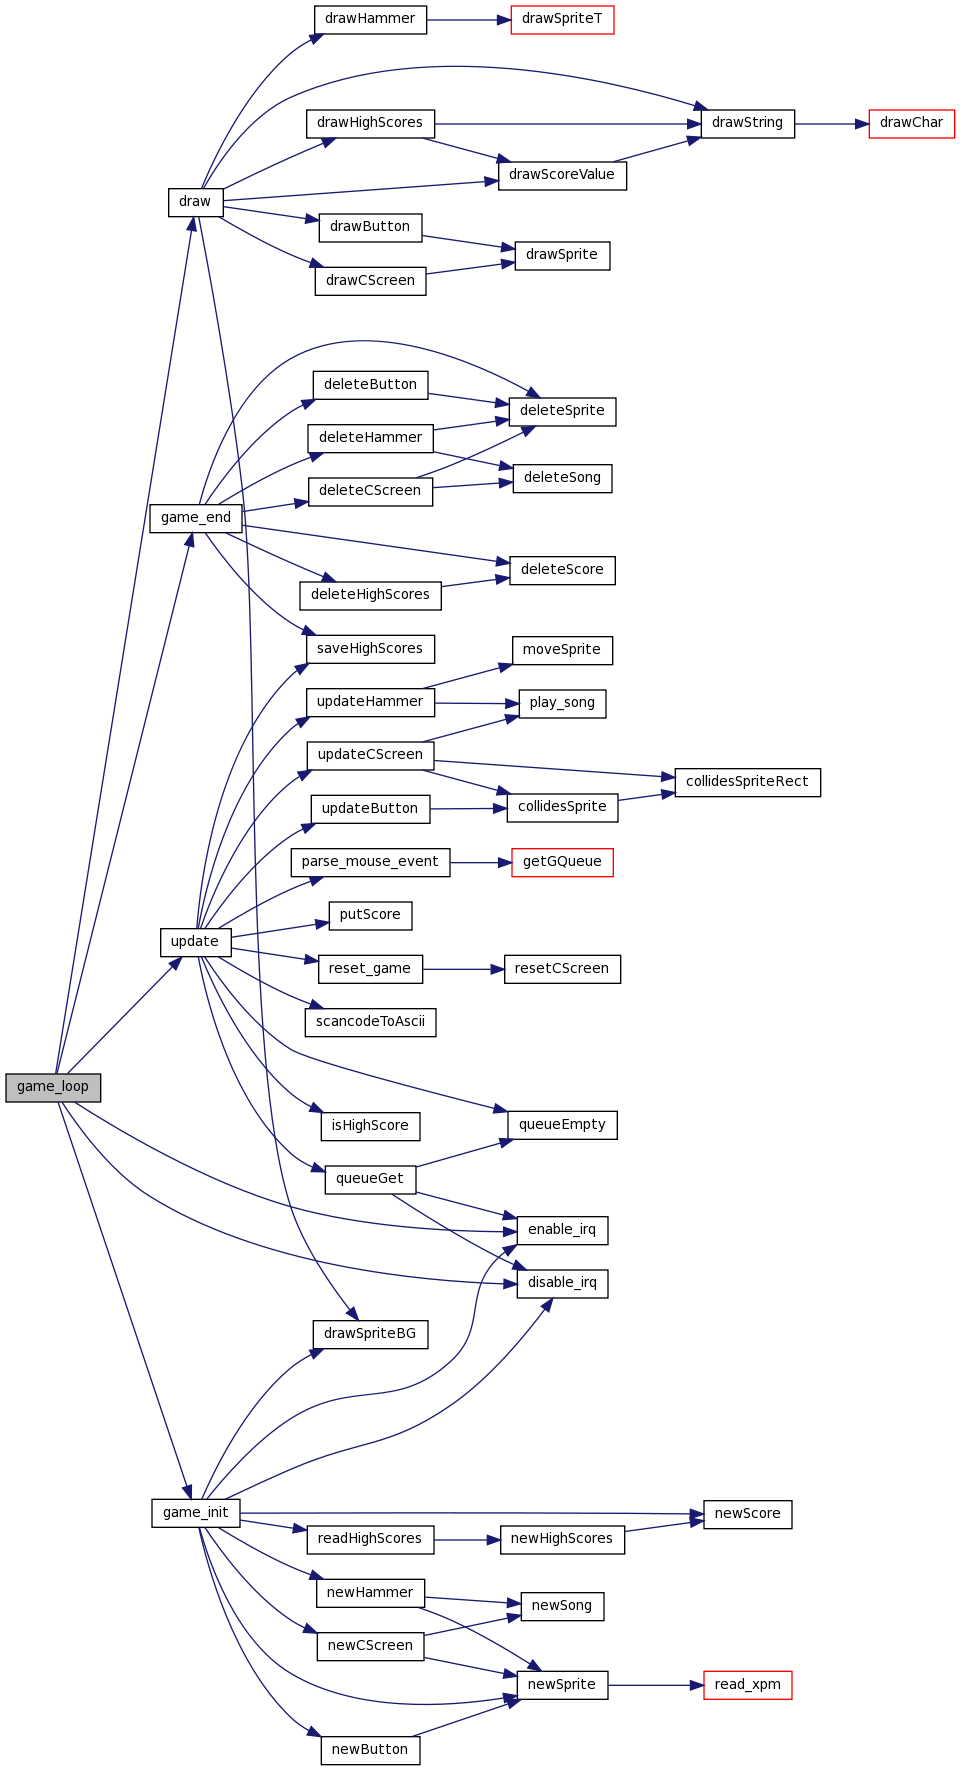 drawHammer
drawSpriteT
drawHighScores
drawString
drawChar
drawScoreValue
draw
drawButton
drawSprite
drawCScreen
deleteButton
deleteSprite
deleteHammer
deleteSong
deleteCScreen
game_end
deleteScore
deleteHighScores
saveHighScores
moveSprite
updateHammer
play_song
updateCScreen
collidesSpriteRect
updateButton
collidesSprite
parse_mouse_event
getGQueue
putScore
update
reset_game
resetCScreen
scancodeToAscii
game_loop
isHighScore
queueEmpty
queueGet
enable_irq
disable_irq
drawSpriteBG
game_init
newScore
readHighScores
newHighScores
newHammer
newSong
newCScreen
newSprite
read_xpm
newButton